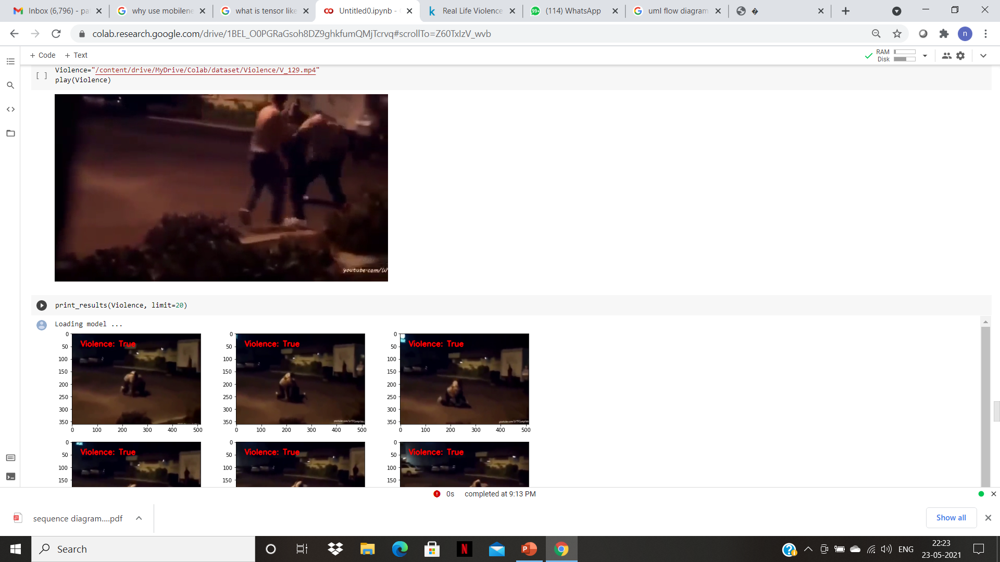 Inbox (6,796) - pa
why use mobilene
what is tensor like
Untitled0.ipynb -
Real Life Violence
(114) WhatsApp
uml flow diagram
colab.research.google.com/drive/1BEL_O0PGRaGsoh8DZ9ghkfumQMjTcrvq#scrollTo=Z60TxIzV_wvb
n
+ Code + Text
RAM
Disk
Violence="/content/drive/MyDrive/Colab/dataset/Violence/V_129.mp4"
[ ]
play(Violence)
youtube.com/W
print_results(Violence, limit=20)
Loading model ...
Violence: True
0 50 100 150 200 250 300 350
0 100 200 300 400 500
Violence: True
0 50 100 150 200 250 300 350
0 100 200 300 400 500
Violence: True
0 50 100 150 200 250 300 350
0 100 200 300 400 500
Violence: True
0 50 100 150
Violence: True
0 50 100 150
Violence: True
0 50 100 150
0s completed at 9:13 PM
sequence diagram....pdf
Show all
Search
ENG
22:23
23-05-2021